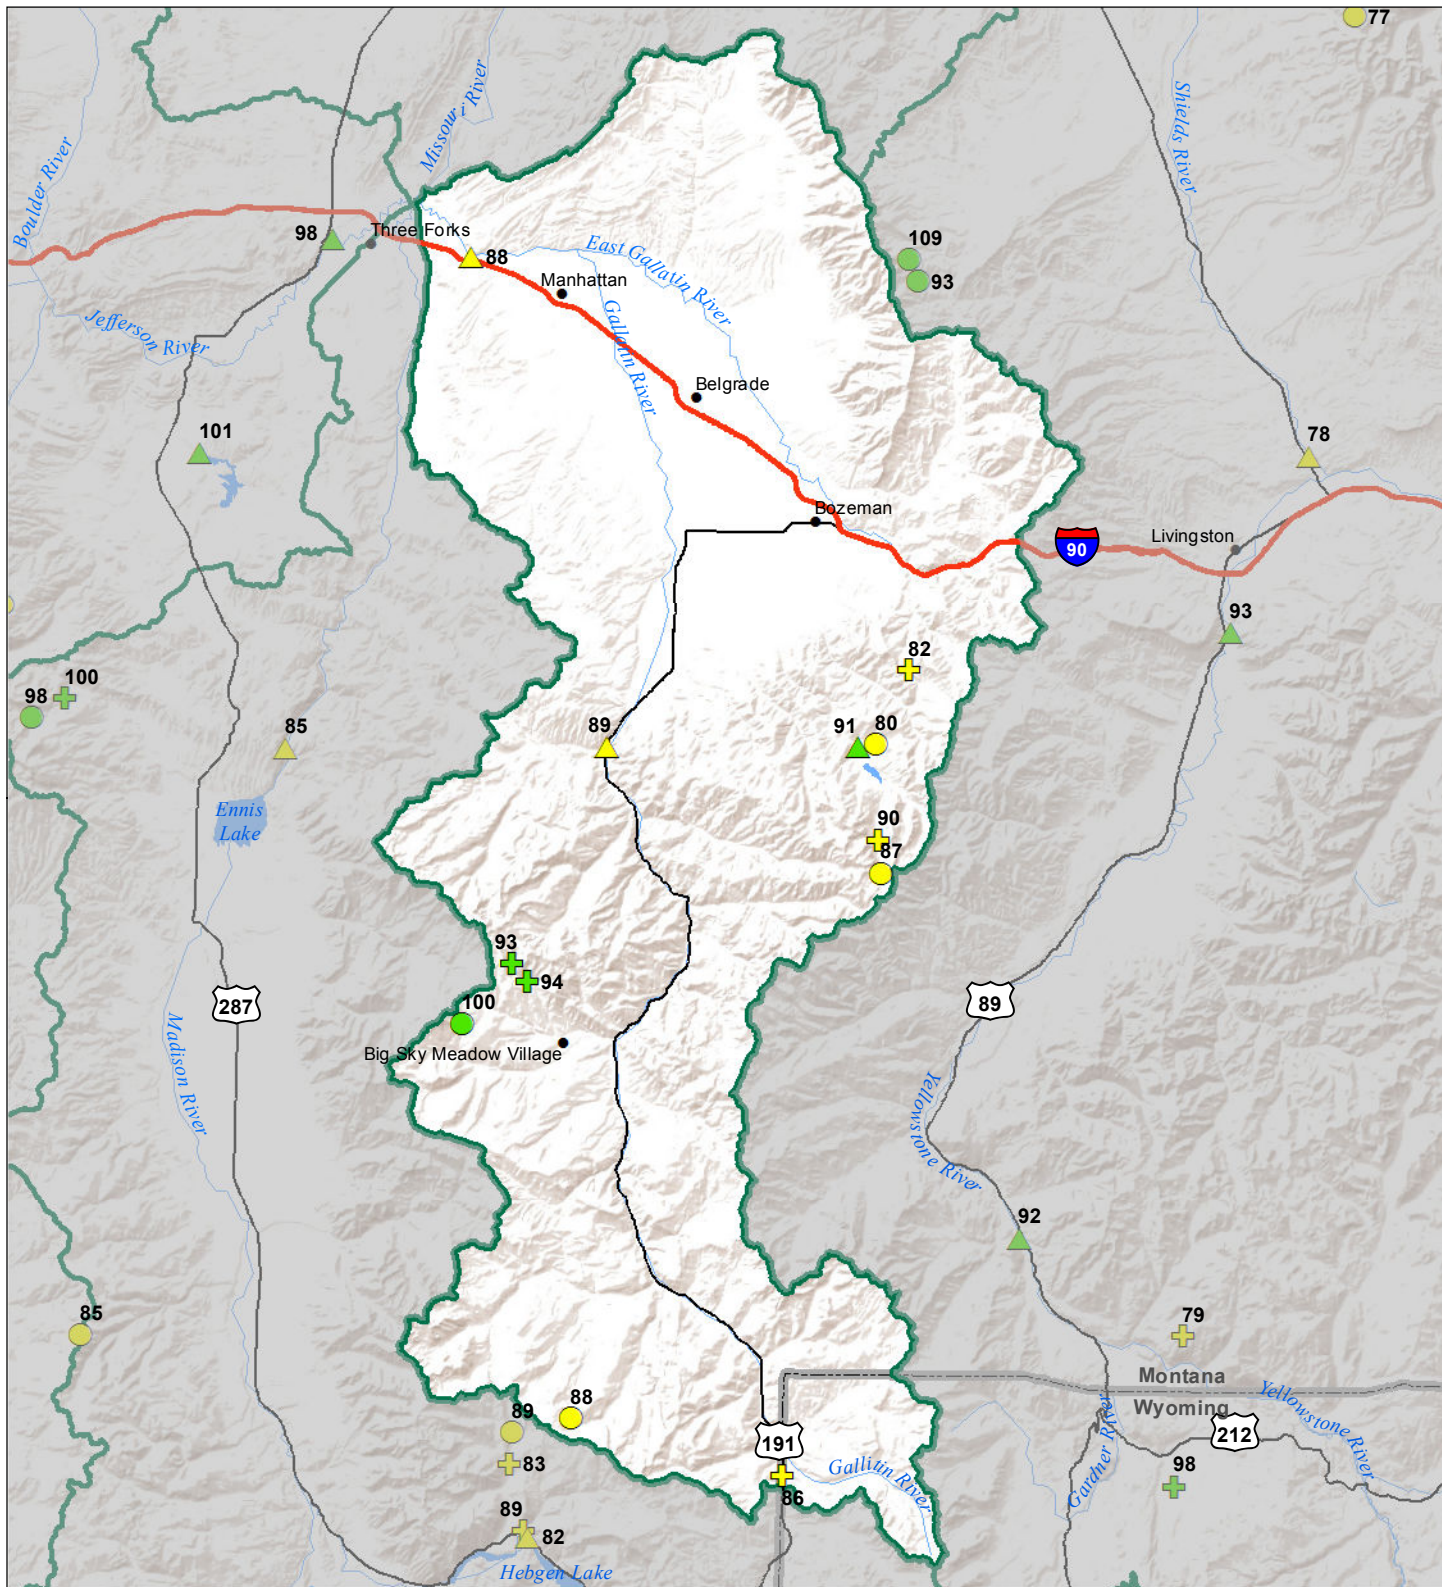 77
Missouri River
Shields River
Boulder River
98
Three Forks
109
88
East Gallatin River
93
Manhattan
Jefferson River
Gallatin River
Belgrade
101
78
Bozeman
90
Livingston
93
82
100
98
85
89
91
80
Ennis
Lake
90
87
93
94
100
287
89
Madison River
Big Sky Meadow Village
Yellowstone River
92
85
79
Montana
Wyoming
Yellowstone River
88
89
191
212
Gardner River
83
Gallitin River
98
86
89
82
Hebgen Lake